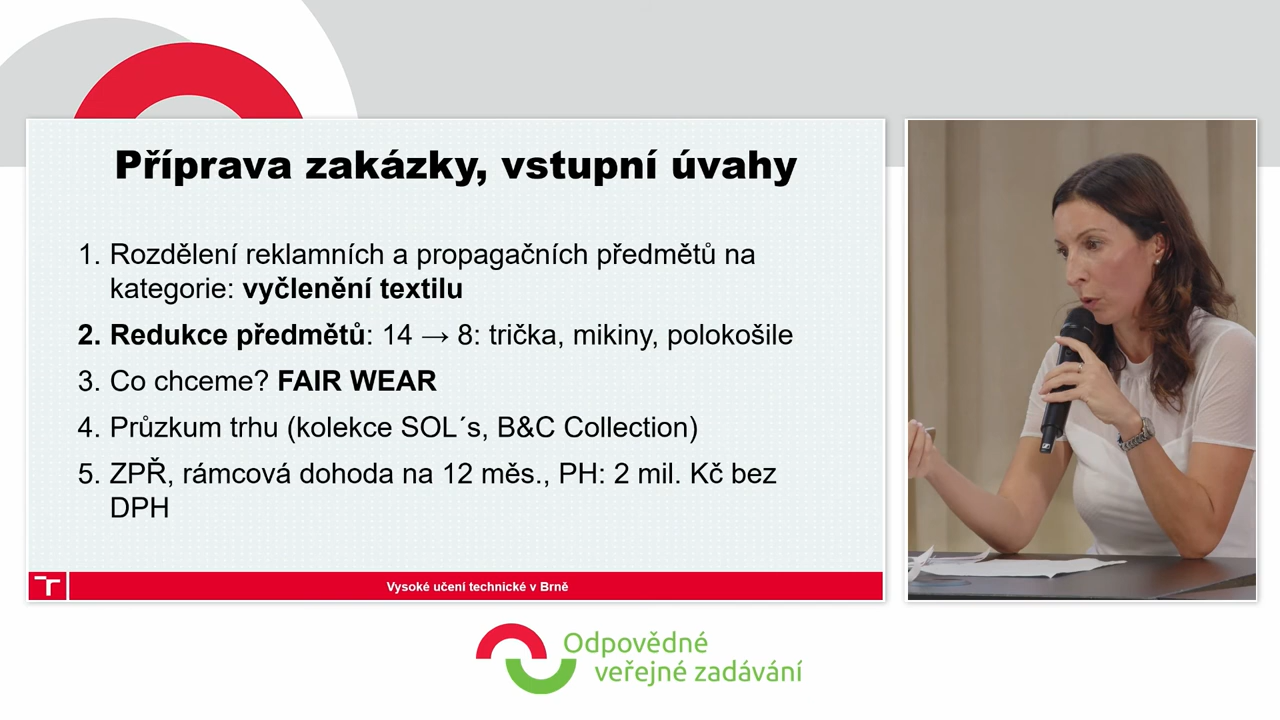 Příprava zakázky, vstupní úvahy
1. Rozdělení reklamních a propagačních předmětů na
kategorie: vyčlenění textilu
2. Redukce předmětů: 14 → 8: trička, mikiny, polokošile
3. Co chceme? FAIR WEAR
4. Průzkum trhu (kolekce SOL´s, B&C Collection)
5. ZPŘ, rámcová dohoda na 12 měs., PH: 2 mil. Kč bez
DPH
Vysoké učení technické v Brně
Odpovědné
veřejné zadávání